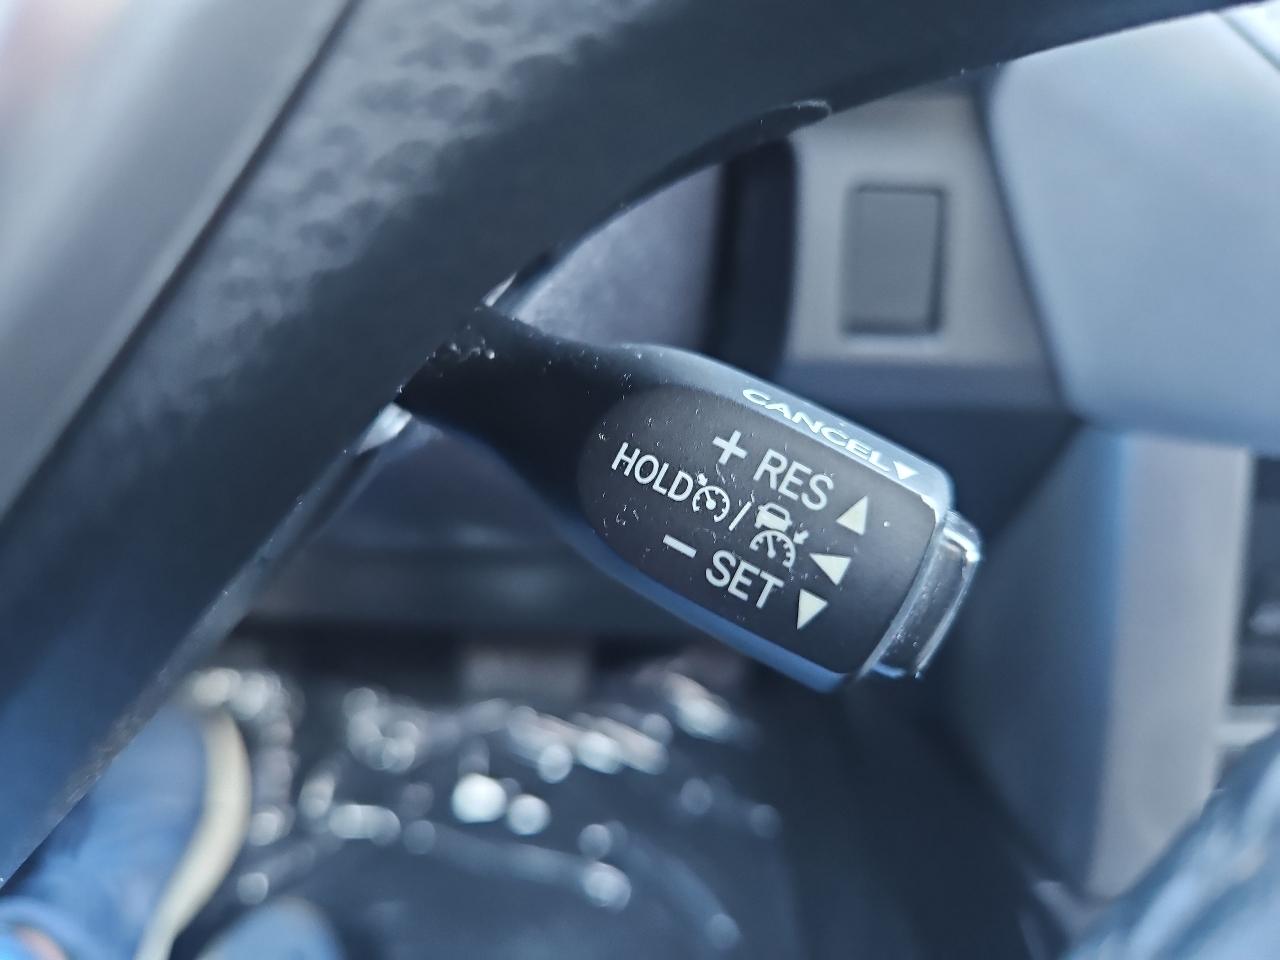 CANCEL
+ RES
HOLD /
- SET